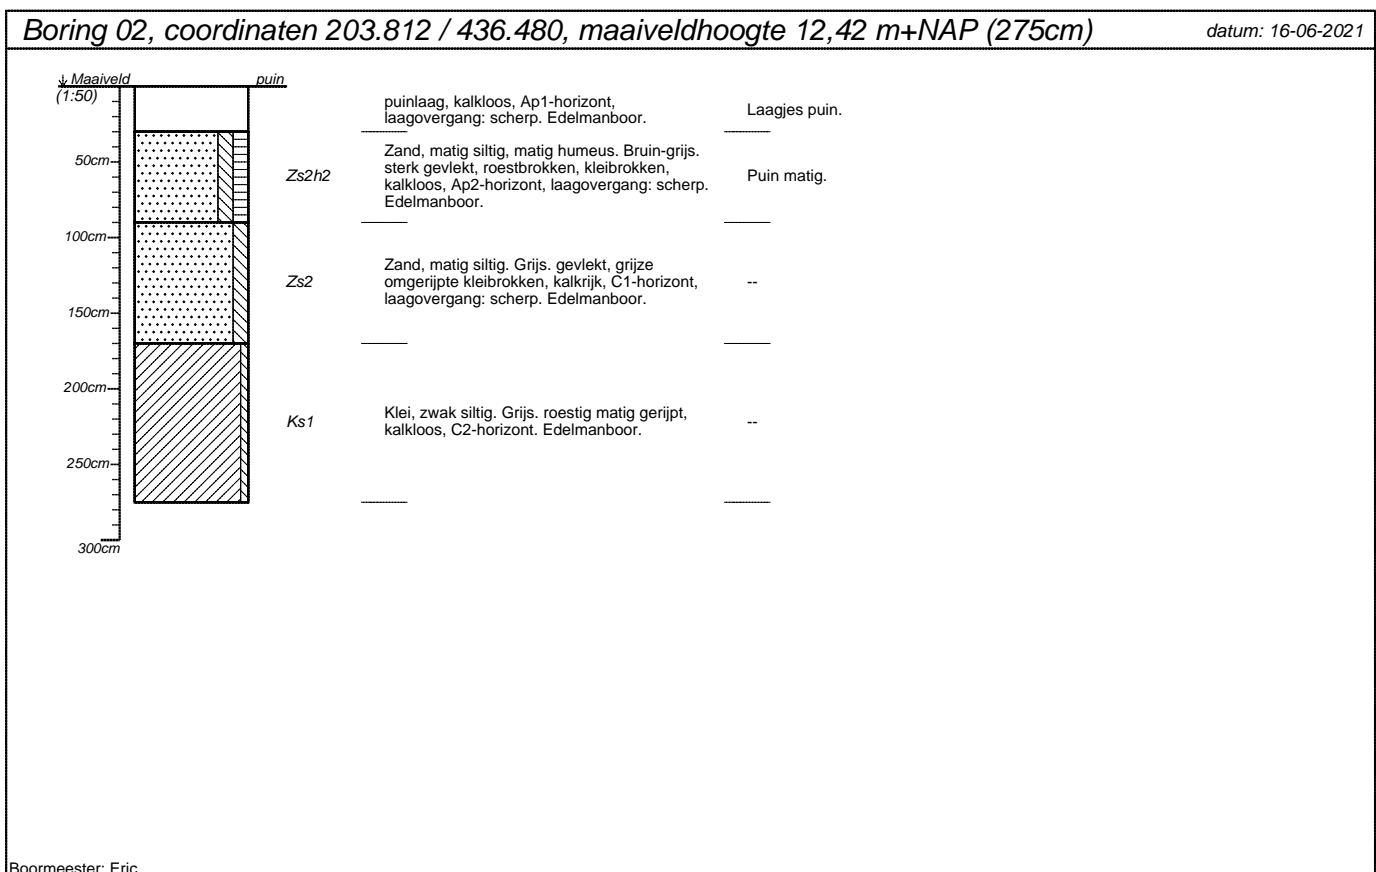 Boring 02, coordinaten 203.812 / 436.480, maaiveldhoogte 12,42 m+NAP (275cm)
datum: 16-06-2021
Maaiveld
puin
(1:50)
puinlaag, kalkloos, Ap1-horizont,
laagovergang: scherp. Edelmanboor.
Laagjes puin.
50cm
Zs2h2
Zand, matig siltig, matig humeus. Bruin-grijs.
sterk gevlekt, roestbrokken, kleibrokken,
kalkloos, Ap2-horizont, laagovergang: scherp.
Edelmanboor.
Puin matig.
100cm
Zs2
Zand, matig siltig. Grijs. gevlekt, grijze
omgerijpte kleibrokken, kalkrijk, C1-horizont,
laagovergang: scherp. Edelmanboor.
--
150cm
200cm
Ks1
Klei, zwak siltig. Grijs. roestig matig gerijpt,
kalkloos, C2-horizont. Edelmanboor.
--
250cm
300cm
Boormeester: Eric